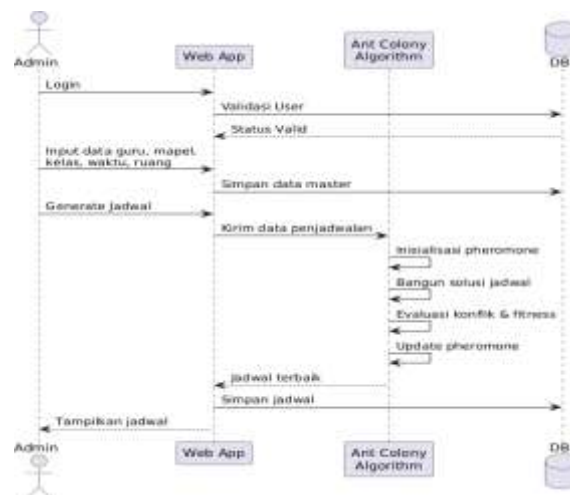 Admin
Web App
Ant Colony
Algorithm
DB
Login
Validasi User
Status Valid
Input data guru, mapel,
kelas, waktu, ruang
Simpan data master
Generate Jadwal
Kirim data penjadwalan
Inisialisasi pheromone
Bangun solusi jadwal
Evaluasi konflik & fitness
Update pheromone
Jadwal terbaik
Simpan jadwal
Tampilkan jadwal
Admin
Web App
Ant Colony
Algorithm
DB